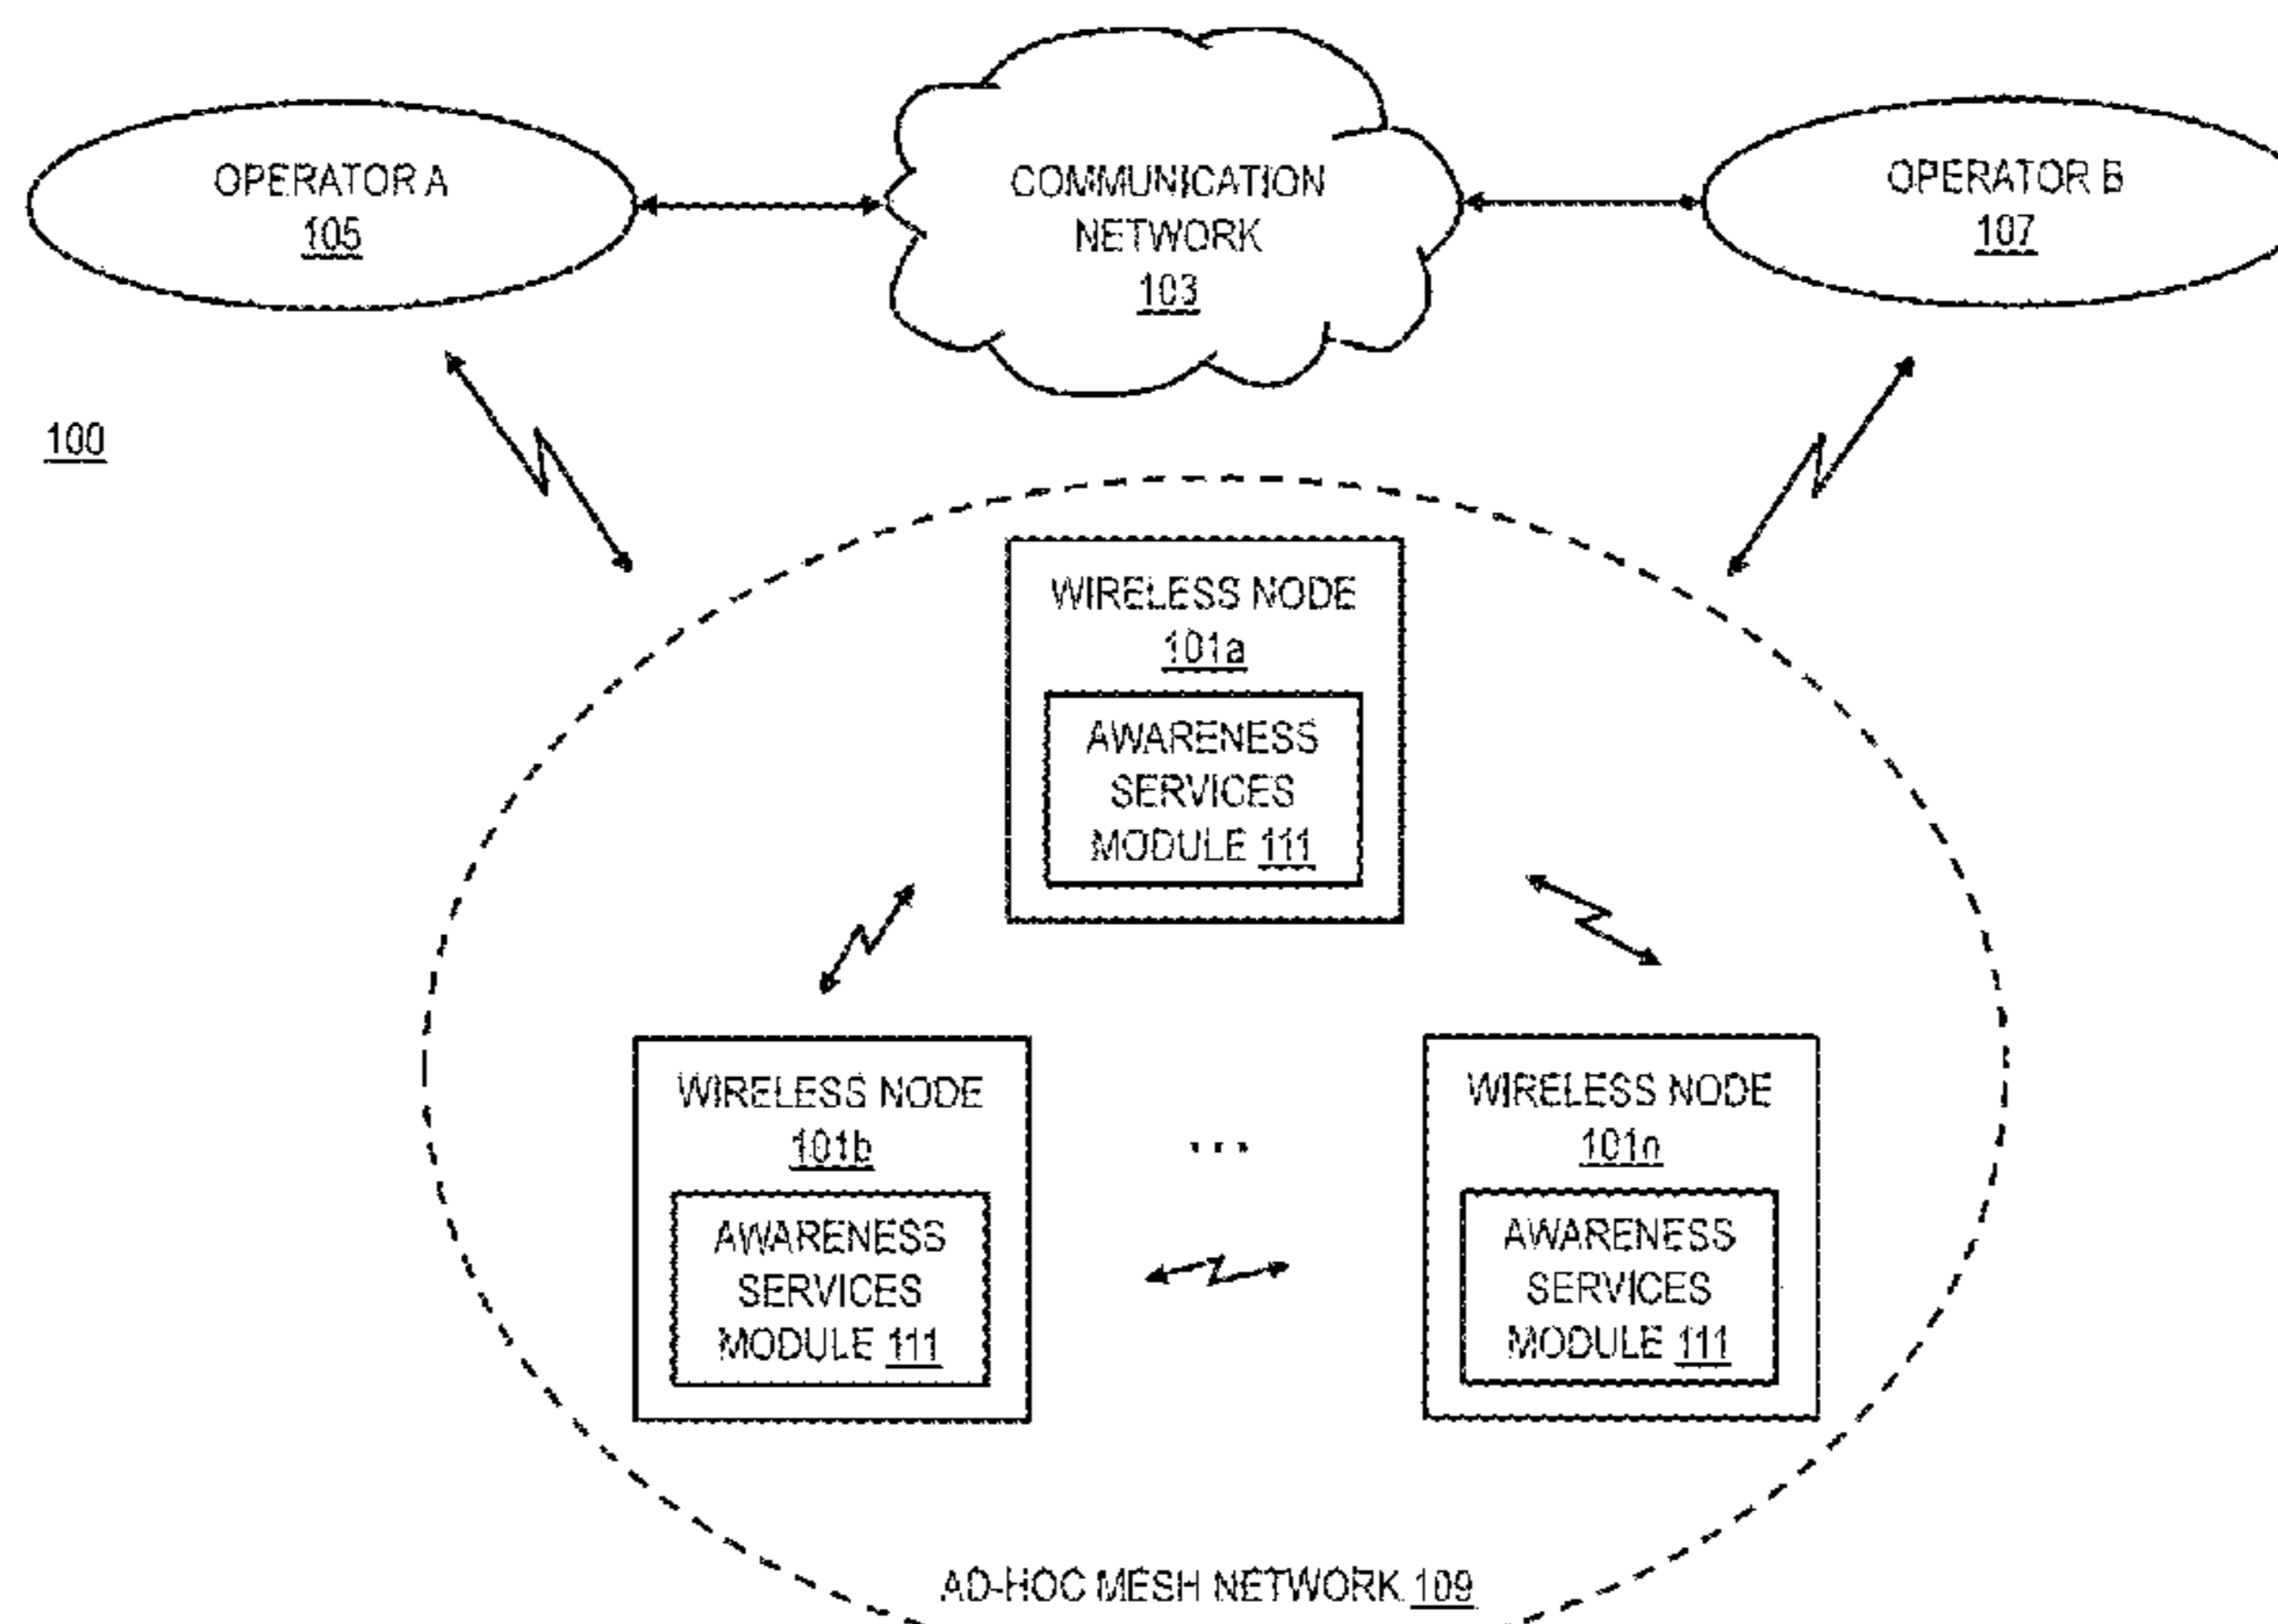 OPERATOR A
105
COMMUNICATION
NETWORK
103
OPERATOR B
107
100
WIRELESS NODE
101a
AWARENESS
SERVICES
MODULE 111
WIRELESS NODE
101b
AWARENESS
SERVICES
MODULE 111
...
WIRELESS NODE
101n
AWARENESS
SERVICES
MODULE 111
AD-HOC MESH NETWORK 109